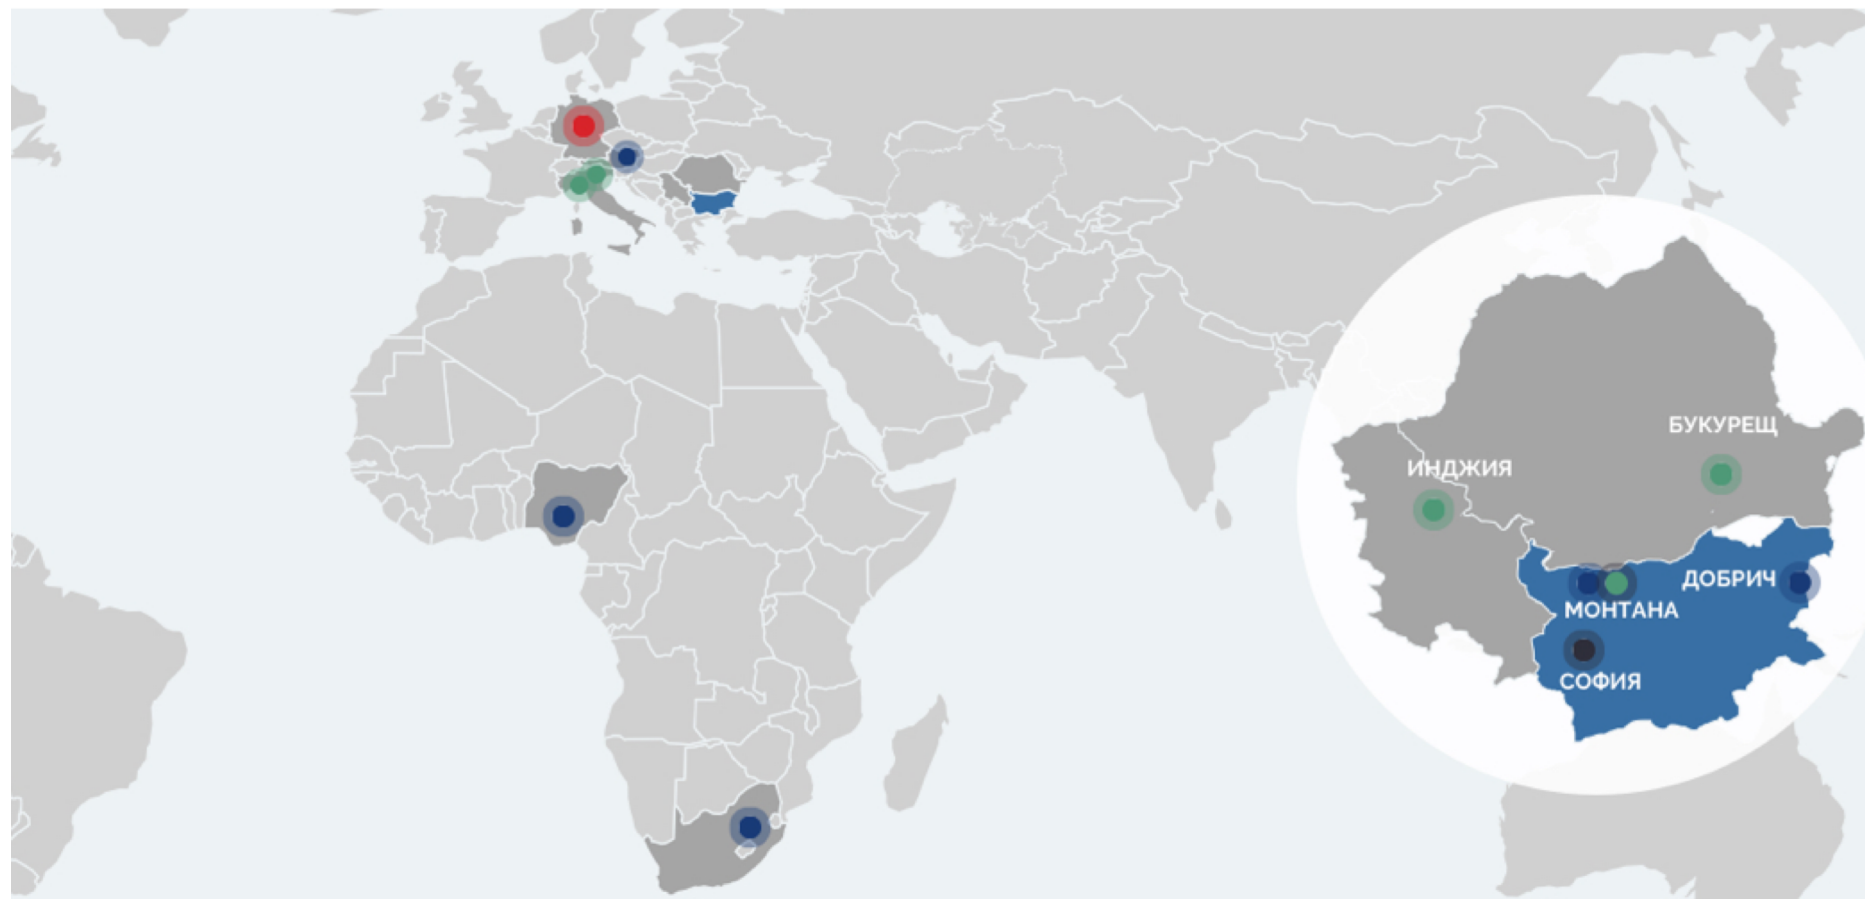 БУКУРЕЩ
ИНДЖИЯ
ДОБРИЧ
МОНТАНА
СОФИЯ